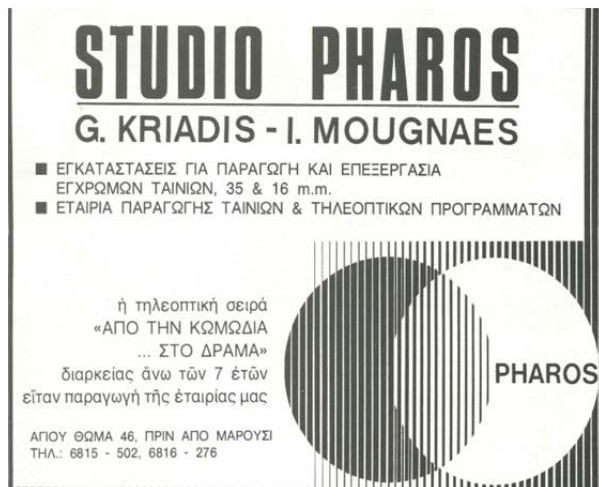 STUDIO PHAROS
G. KRIADIS - I. MOUGNAES
■ ΕΓΚΑΤΑΣΤΑΣΕΙΣ ΓΙΑ ΠΑΡΑΓΩΓΗ ΚΑΙ ΕΠΕΞΕΡΓΑΣΙΑ
ΕΓΧΡΩΜΩΝ ΤΑΙΝΙΩΝ, 35 & 16 m.m.
■ ΕΤΑΙΡΙΑ ΠΑΡΑΓΩΓΗΣ ΤΑΙΝΙΩΝ & ΤΗΛΕΟΠΤΙΚΩΝ ΠΡΟΓΡΑΜΜΑΤΩΝ
ἡ τηλεοπτική σειρά
«ΑΠΟ ΤΗΝ ΚΩΜΩΔΙΑ
... ΣΤΟ ΔΡΑΜΑ»
διαρκείας ἄνω τῶν 7 ἐτῶν
εἶταν παραγωγή τῆς ἑταιρίας μας
PHAROS
ΑΓΙΟΥ ΘΩΜΑ 46, ΠΡΙΝ ΑΠΟ ΜΑΡΟΥΣΙ
ΤΗΛ.: 6815 - 502, 6816 - 276